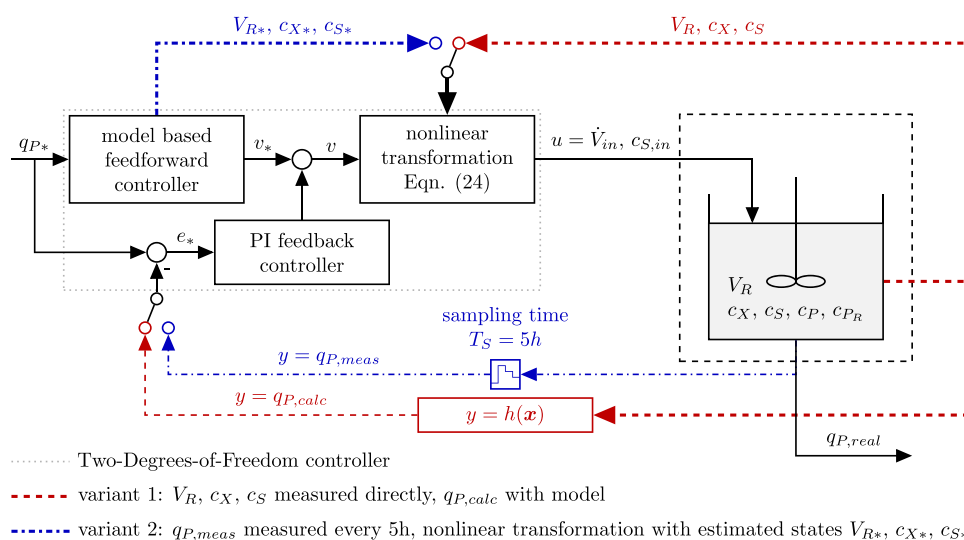 V_{R*}, c_{X*}, c_{S*}
V_R, c_X, c_S
q_{P*}
model based
feedforward
controller
v_*
v
nonlinear
transformation
Eqn. (24)
u = \dot{V}_{in}, c_{S,in}
e_*
-
PI feedback
controller
V_R
c_X, c_S, c_P, c_{P_R}
sampling time
T_S = 5h
y = q_{P,meas}
y = q_{P,calc}
y = h(x)
q_{P,real}
Two-Degrees-of-Freedom controller
variant 1: V_R, c_X, c_S measured directly, q_{P,calc} with model
variant 2: q_{P,meas} measured every 5h, nonlinear transformation with estimated states V_{R*}, c_{X*}, c_{S*}